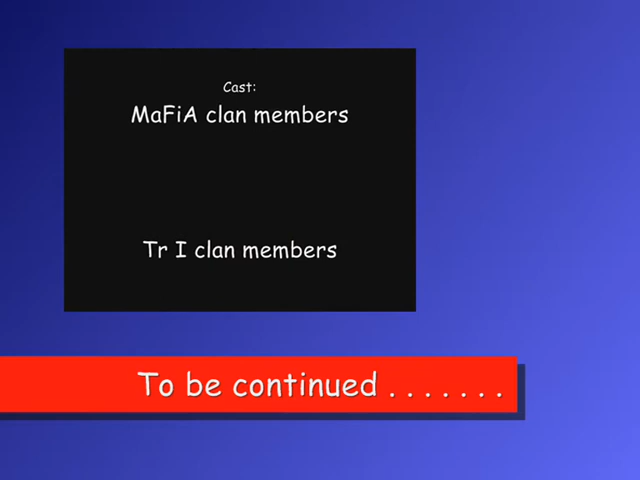 Cast:
MaFiA clan members
Tr I clan members
To be continued . . . . . . .